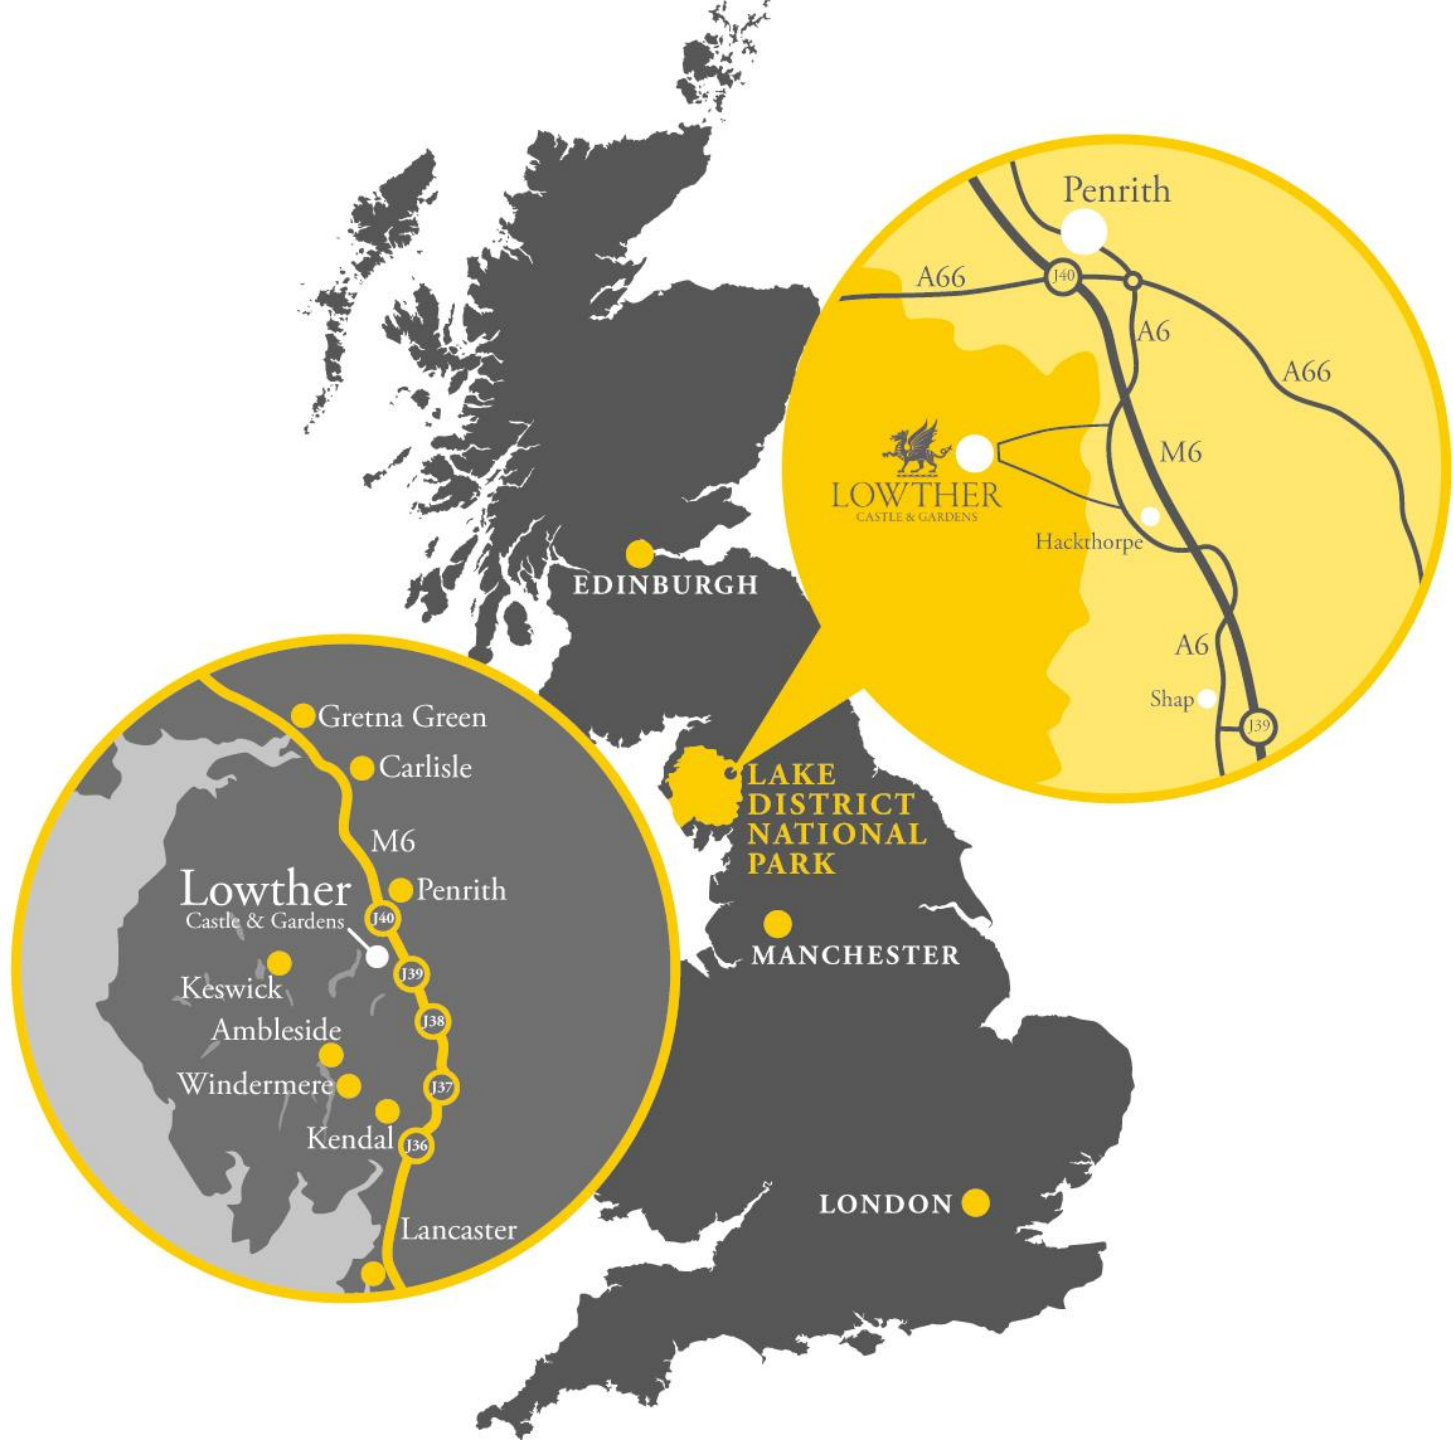 Penrith
A66
J40
A6
A66
LOWTHER
CASTLE & GARDENS
M6
Hackthorpe
A6
Shap
J39
EDINBURGH
LAKE
DISTRICT
NATIONAL
PARK
MANCHESTER
LONDON
Gretna Green
Carlisle
M6
Lowther
Castle & Gardens
Penrith
J40
Keswick
J39
Ambleside
J38
Windermere
J37
Kendal
J36
Lancaster